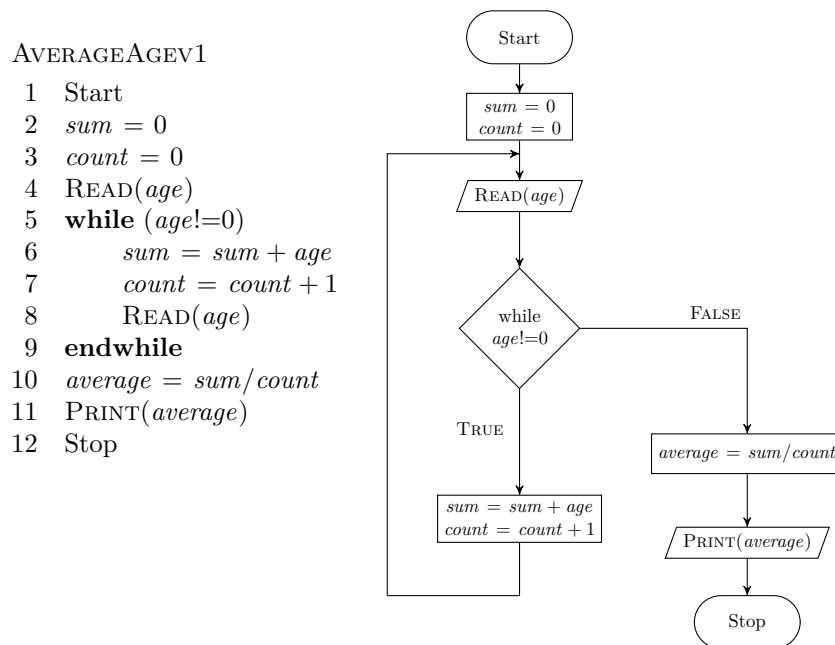 AVERAGEAGEV1
1 Start
2 sum = 0
3 count = 0
4 READ(age)
5 while (age!=0)
6 sum = sum + age
7 count = count + 1
8 READ(age)
9 endwhile
10 average = sum/count
11 PRINT(average)
12 Stop
Start
sum = 0
count = 0
READ(age)
while
age!=0
FALSE
TRUE
average = sum/count
sum = sum + age
count = count + 1
PRINT(average)
Stop